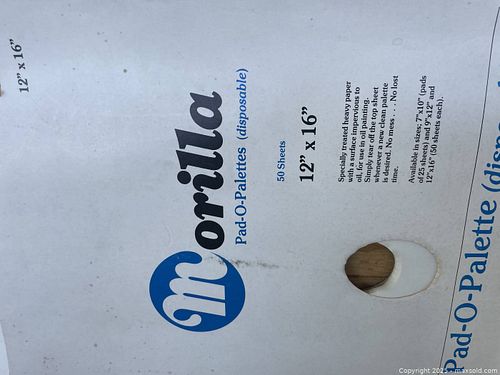 12" x 16"
Morilla
Pad-O-Palettes (disposable)
50 Sheets
12" x 16"
Specially treated heavy paper
with a surface impervious to
oil, for use in oil painting.
Simply tear off the top sheet
whenever a new clean palette
is desired. No mess . . . No lost
time.
Available in sizes; 7"x10" (pads
of 25 sheets) and 9"x12" and
12"x16" (50 sheets each).
Pad-O-Palette (dispo
Copyright 2025 - maxsold.com